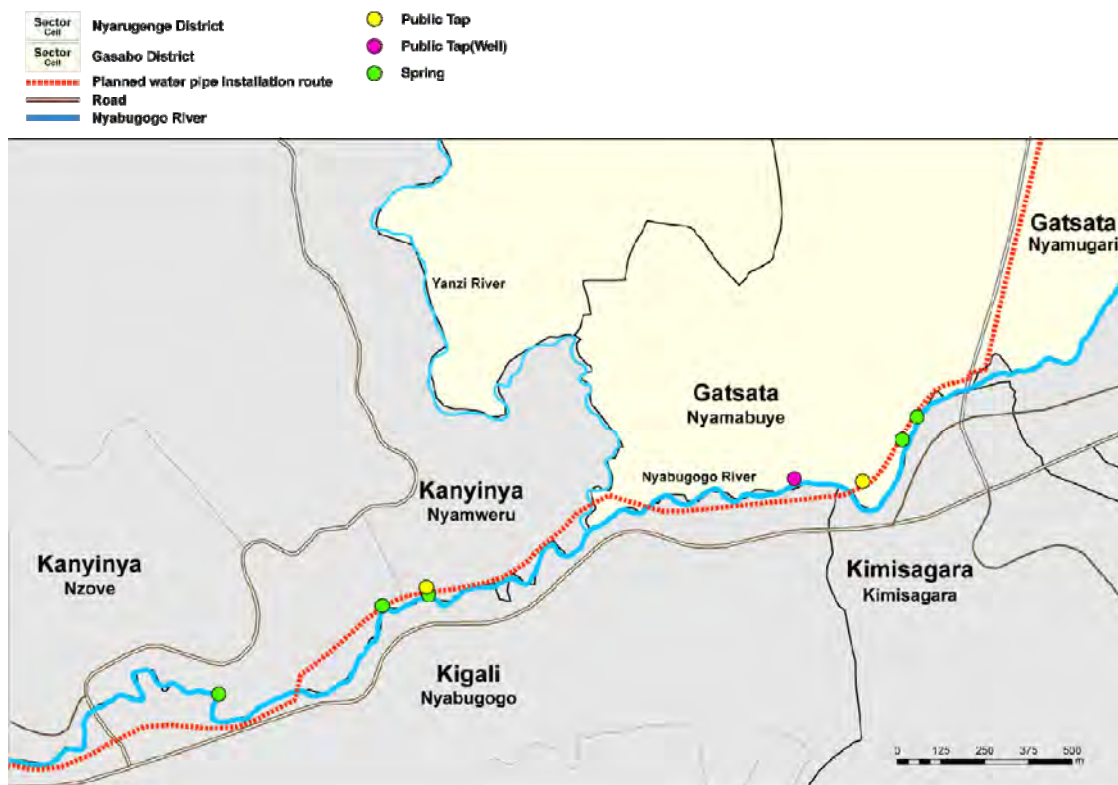 Sector
Cell
Nyarugenge District
Sector
Cell
Gasabo District
Planned water pipe installation route
Road
Nyabugogo River
Public Tap
Public Tap(Well)
Spring
Gatsata
Nyamugari
Yanzi River
Gatsata
Nyamabuye
Nyabugogo River
Kanyinya
Nyamweru
Kanyinya
Nzove
Kimisagara
Kimisagara
Kigali
Nyabugogo
0 125 250 375 500
m